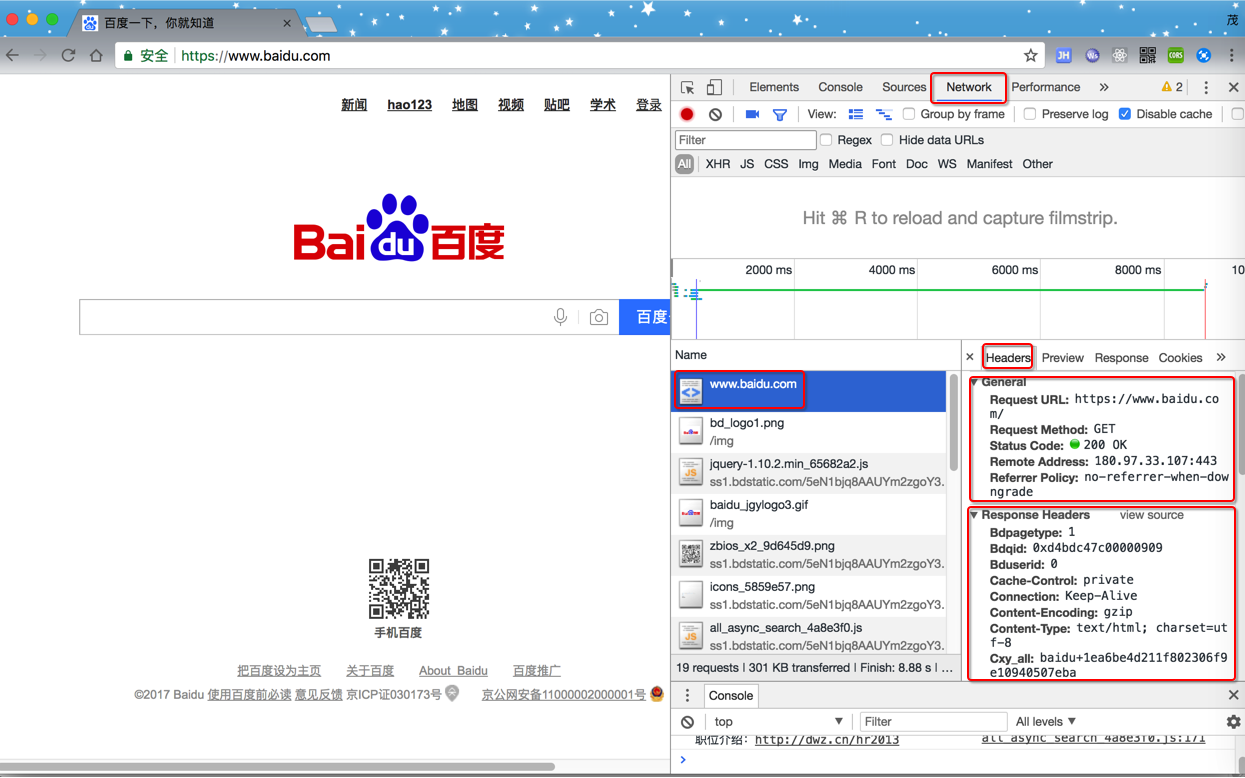 百度一下，你就知道
茂
安全 https://www.baidu.com
JH
CORS
新闻 hao123 地图 视频 贴吧 学术 登录
Baidu百度
百度
手机百度
把百度设为主页 关于百度 About Baidu 百度推广
©2017 Baidu 使用百度前必读 意见反馈 京ICP证030173号 京公网安备11000002000001号
Elements Console Sources Network Performance » 2
View: Group by frame Preserve log Disable cache
Filter Regex Hide data URLs
All XHR JS CSS Img Media Font Doc WS Manifest Other
Hit ⌘ R to reload and capture filmstrip.
2000 ms 4000 ms 6000 ms 8000 ms 10
Name
www.baidu.com
bd_logo1.png
/img
jquery-1.10.2.min_65682a2.js
ss1.bdstatic.com/5eN1bjq8AAUYm2zgoY3.
baidu_jgylogo3.gif
/img
zbios_x2_9d645d9.png
ss1.bdstatic.com/5eN1bjq8AAUYm2zgoY3.
icons_5859e57.png
ss1.bdstatic.com/5eN1bjq8AAUYm2zgoY3.
all_async_search_4a8e3f0.js
ss1.bdstatic.com/5eN1bjq8AAUYm2zgoY3.
19 requests | 301 KB transferred | Finish: 8.88 s | ...
× Headers Preview Response Cookies »
General
Request URL: https://www.baidu.co
m/
Request Method: GET
Status Code: 200 OK
Remote Address: 180.97.33.107:443
Referrer Policy: no-referrer-when-dow
ngrade
Response Headers view source
Bdpagetype: 1
Bdqid: 0xd4bdc47c00000909
Bduserid: 0
Cache-Control: private
Connection: Keep-Alive
Content-Encoding: gzip
Content-Type: text/html; charset=ut
f-8
Cxy_all: baidu+1ea6be4d211f802306f9
e10940507eba
Console
top Filter All levels
职位介绍：http://dwz.cn/hr2013 all_async_search_4a8e3f0.js:171